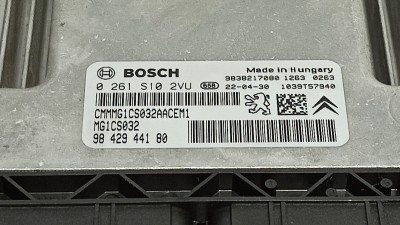 BOSCH
Made in Hungary
9838217080 1263 0263
0 261 S10 2VU 658 22-04-30 1039T57940
CMMMG1CS032AACEM1
MG1CS032
98 429 441 80